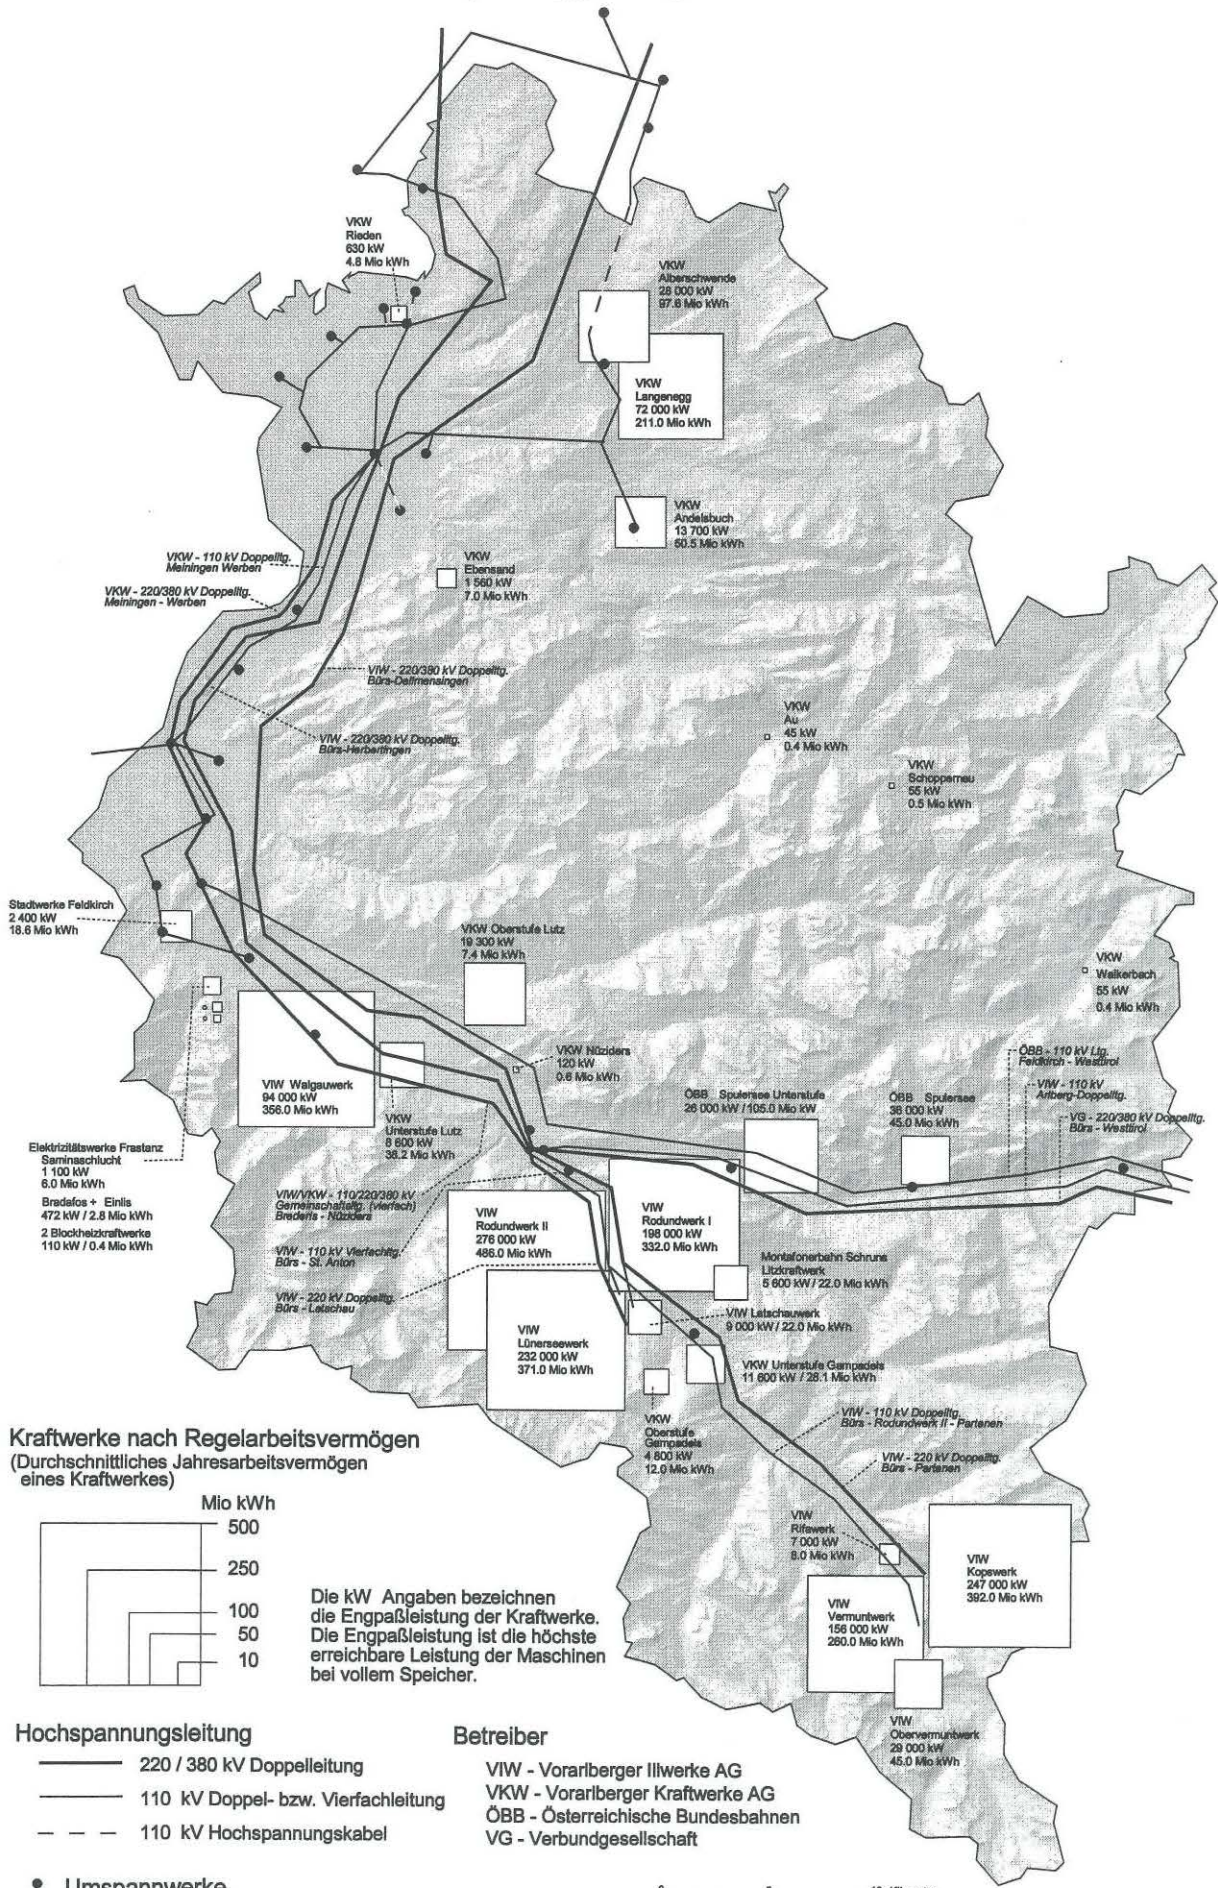 VKW
Rieden
630 kW
4.8 Mio kWh
VKW
Alberschwende
28 000 kW
97.6 Mio kWh
VKW
Langenegg
72 000 kW
211.0 Mio kWh
VKW
Andelsbuch
13 700 kW
50.5 Mio kWh
VKW
Ebensand
1 560 kW
7.0 Mio kWh
VKW - 110 kV Doppelltg.
Meiningen Werben
VKW - 220/380 kV Doppelltg.
Meiningen - Werben
VIW - 220/380 kV Doppelltg.
Bürs-Dellmensingen
VIW - 220/380 kV Doppelltg.
Bürs-Herbertingen
VKW
Au
45 kW
0.4 Mio kWh
VKW
Schoppernau
55 kW
0.5 Mio kWh
Stadtwerke Feldkirch
2 400 kW
18.6 Mio kWh
VKW Oberstufe Lutz
19 300 kW
7.4 Mio kWh
VKW
Walkerbach
55 kW
0.4 Mio kWh
VIW Walgauwerk
94 000 kW
356.0 Mio kWh
VKW
Unterstufe Lutz
8 600 kW
38.2 Mio kWh
VKW Nüziders
120 kW
0.6 Mio kWh
ÖBB Spulersee Unterstufe
26 000 kW / 105.0 Mio kW
ÖBB Spulersee
36 000 kW
45.0 Mio kWh
ÖBB - 110 kV Ltg.
Feldkirch - Westtirol
VIW - 110 kV
Arlberg-Doppelltg.
VG - 220/380 kV Doppelltg.
Bürs - Westtirol
Elektrizitätswerke Frastanz
Saminaschlucht
1 100 kW
6.0 Mio kWh
Bradafos + Einlis
472 kW / 2.8 Mio kWh
2 Blockheizkraftwerke
110 kW / 0.4 Mio kWh
VIW/VKW - 110/220/380 kV
Gemeinschaftsltg. (vierfach)
Brederis - Nüziders
VIW - 110 kV Vierfachltg.
Bürs - St. Anton
VIW - 220 kV Doppelltg.
Bürs - Latschau
VIW
Rodundwerk II
276 000 kW
486.0 Mio kWh
VIW
Rodundwerk I
198 000 kW
332.0 Mio kWh
VIW
Lünerseewerk
232 000 kW
371.0 Mio kWh
Montafonerbahn Schruns
Litzkraftwerk
5 600 kW / 22.0 Mio kWh
VIW Latschauwerk
9 000 kW / 22.0 Mio kWh
VKW Unterstufe Gampadels
11 600 kW / 28.1 Mio kWh
VKW
Oberstufe
Gampadels
4 800 kW
12.0 Mio kWh
VIW - 110 kV Doppelltg.
Bürs - Rodundwerk II - Partenen
VIW - 220 kV Doppelltg.
Bürs - Partenen
VIW
Rifawerk
7 000 kW
8.0 Mio kWh
VIW
Kopswerk
247 000 kW
392.0 Mio kWh
VIW
Vermuntwerk
156 000 kW
260.0 Mio kWh
VIW
Obervermuntwerk
29 000 kW
45.0 Mio kWh
Kraftwerke nach Regelarbeitsvermögen
(Durchschnittliches Jahresarbeitsvermögen
eines Kraftwerkes)
Mio kWh
500
250
100
50
10
Die kW Angaben bezeichnen
die Engpaßleistung der Kraftwerke.
Die Engpaßleistung ist die höchste
erreichbare Leistung der Maschinen
bei vollem Speicher.
Hochspannungsleitung
220 / 380 kV Doppelleitung
110 kV Doppel- bzw. Vierfachleitung
110 kV Hochspannungskabel
Betreiber
VIW - Vorarlberger Illwerke AG
VKW - Vorarlberger Kraftwerke AG
ÖBB - Österreichische Bundesbahnen
VG - Verbundgesellschaft
Umspannwerke